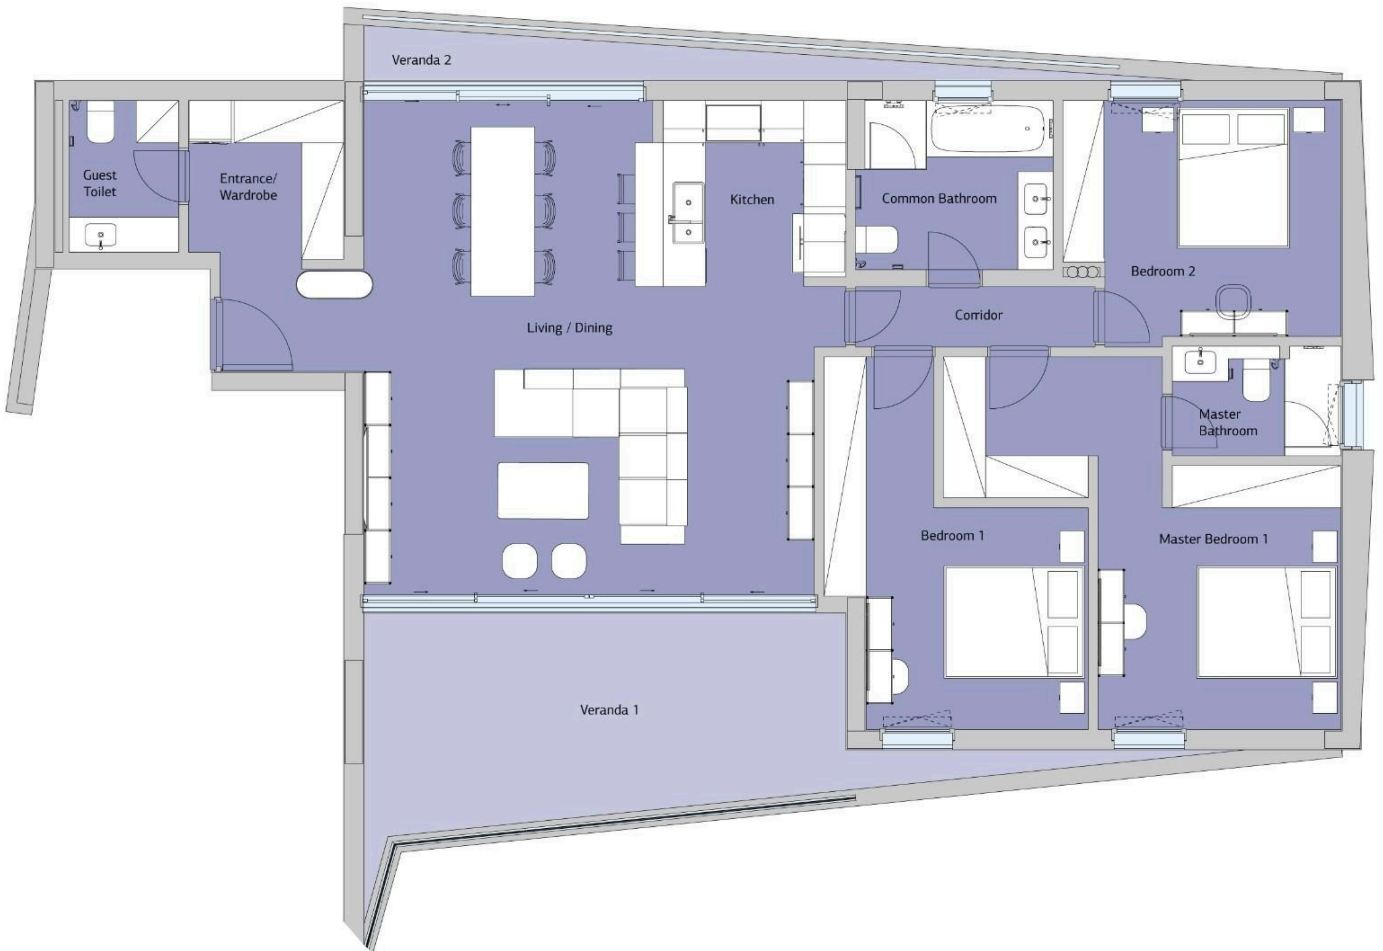 Veranda 2
Guest
Toilet
Entrance/
Wardrobe
Kitchen
Common Bathroom
Bedroom 2
Living / Dining
Corridor
Master
Bathroom
Bedroom 1
Master Bedroom 1
Veranda 1